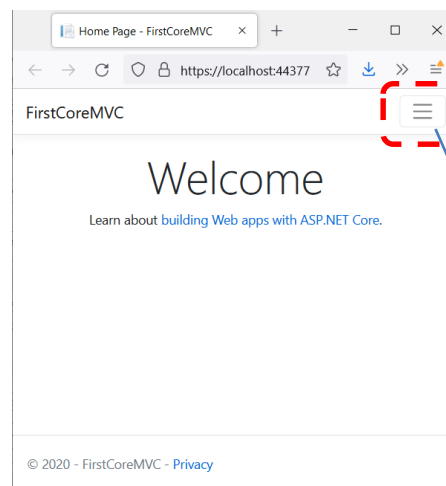 Home Page - FirstCoreMVC
https://localhost:44377
FirstCoreMVC
Welcome
Learn about building Web apps with ASP.NET Core.
© 2020 - FirstCoreMVC - Privacy